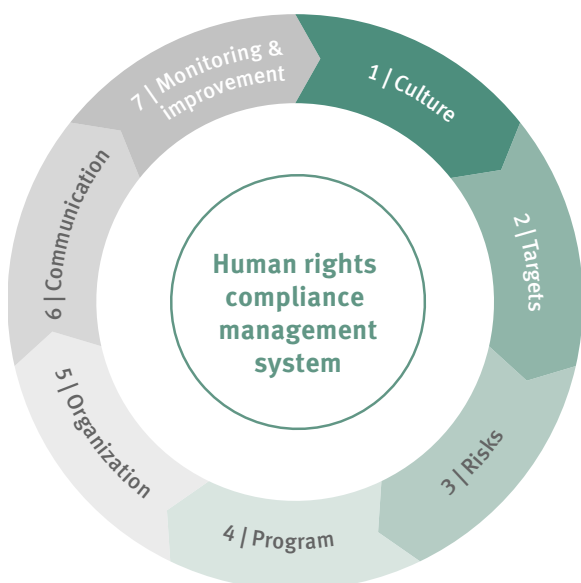 1 | Culture
2 | Targets
3 | Risks
4 | Program
5 | Organization
6 | Communication
7 | Monitoring &
improvement
Human rights
compliance
management
system